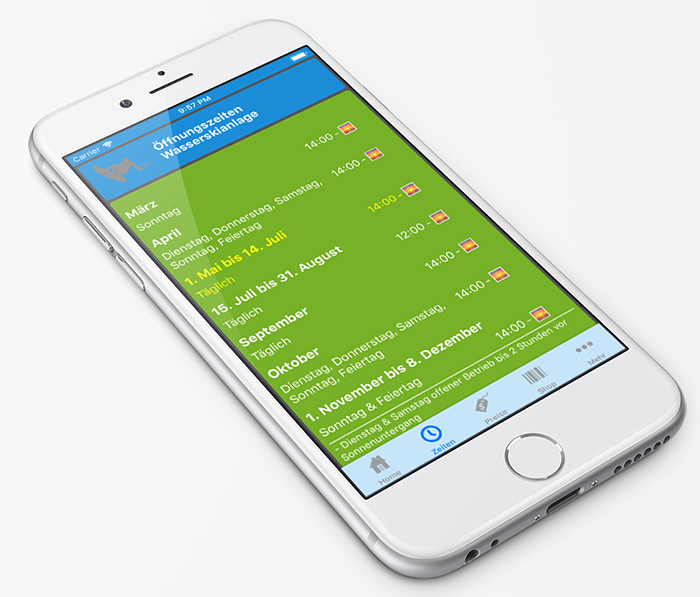 Carrier
9:57 PM
Öffnungszeiten
Wasserskianlage
März
Sonntag
14:00 -
April
Dienstag, Donnerstag, Samstag,
Sonntag, Feiertag
14:00 -
1. Mai bis 14. Juli
Täglich
14:00 -
15. Juli bis 31. August
Täglich
12:00 -
September
Täglich
14:00 -
Oktober
Dienstag, Donnerstag, Samstag,
Sonntag, Feiertag
14:00 -
1. November bis 8. Dezember
Sonntag & Feiertag
14:00 -
- Dienstag & Samstag offener Betrieb bis 2 Stunden vor
Sonnenuntergang
Home
Zeiten
Preise
Shop
Mehr